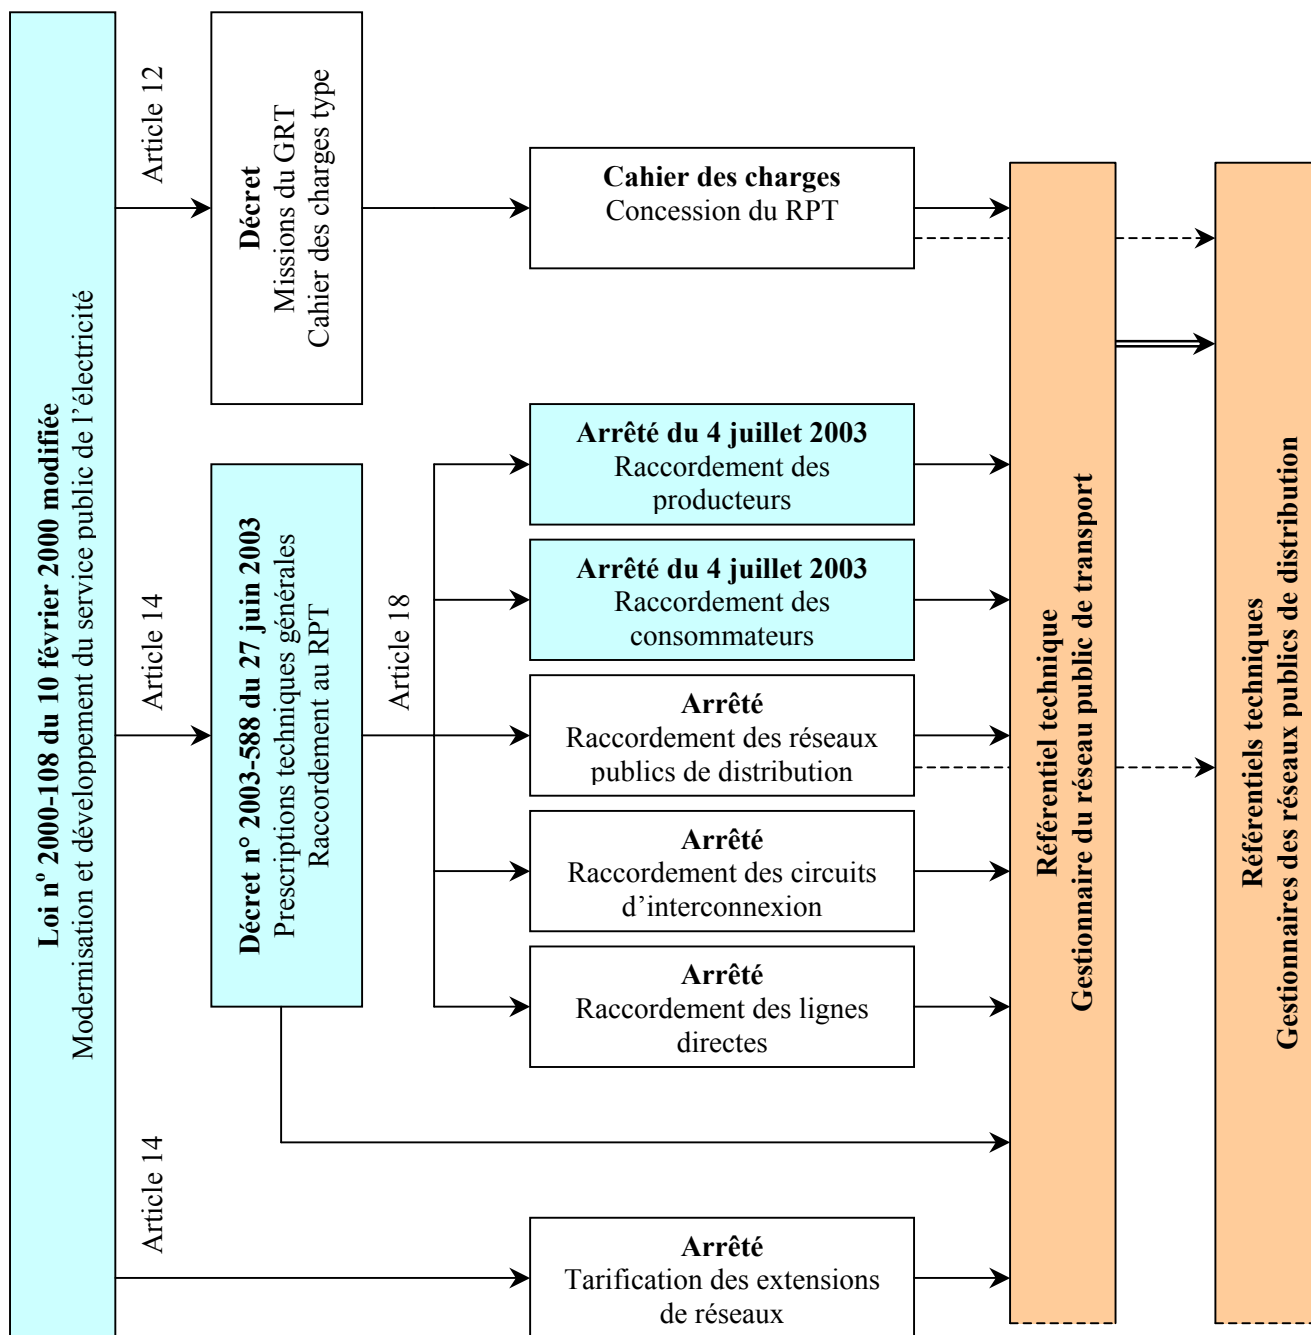 Loi nº 2000-108 du 10 février 2000 modifiée
Modernisation et développement du service public de l’électricité
Article 12
Article 14
Article 14
Décret
Missions du GRT
Cahier des charges type
Décret n° 2003-588 du 27 juin 2003
Prescriptions techniques générales
Raccordement au RPT
Article 18
Cahier des charges
Concession du RPT
Arrêté du 4 juillet 2003
Raccordement des
producteurs
Arrêté du 4 juillet 2003
Raccordement des
consommateurs
Arrêté
Raccordement des réseaux
publics de distribution
Arrêté
Raccordement des circuits
d’interconnexion
Arrêté
Raccordement des lignes
directes
Arrêté
Tarification des extensions
de réseaux
Référentiel technique
Gestionnaire du réseau public de transport
Référentiels techniques
Gestionnaires des réseaux publics de distribution